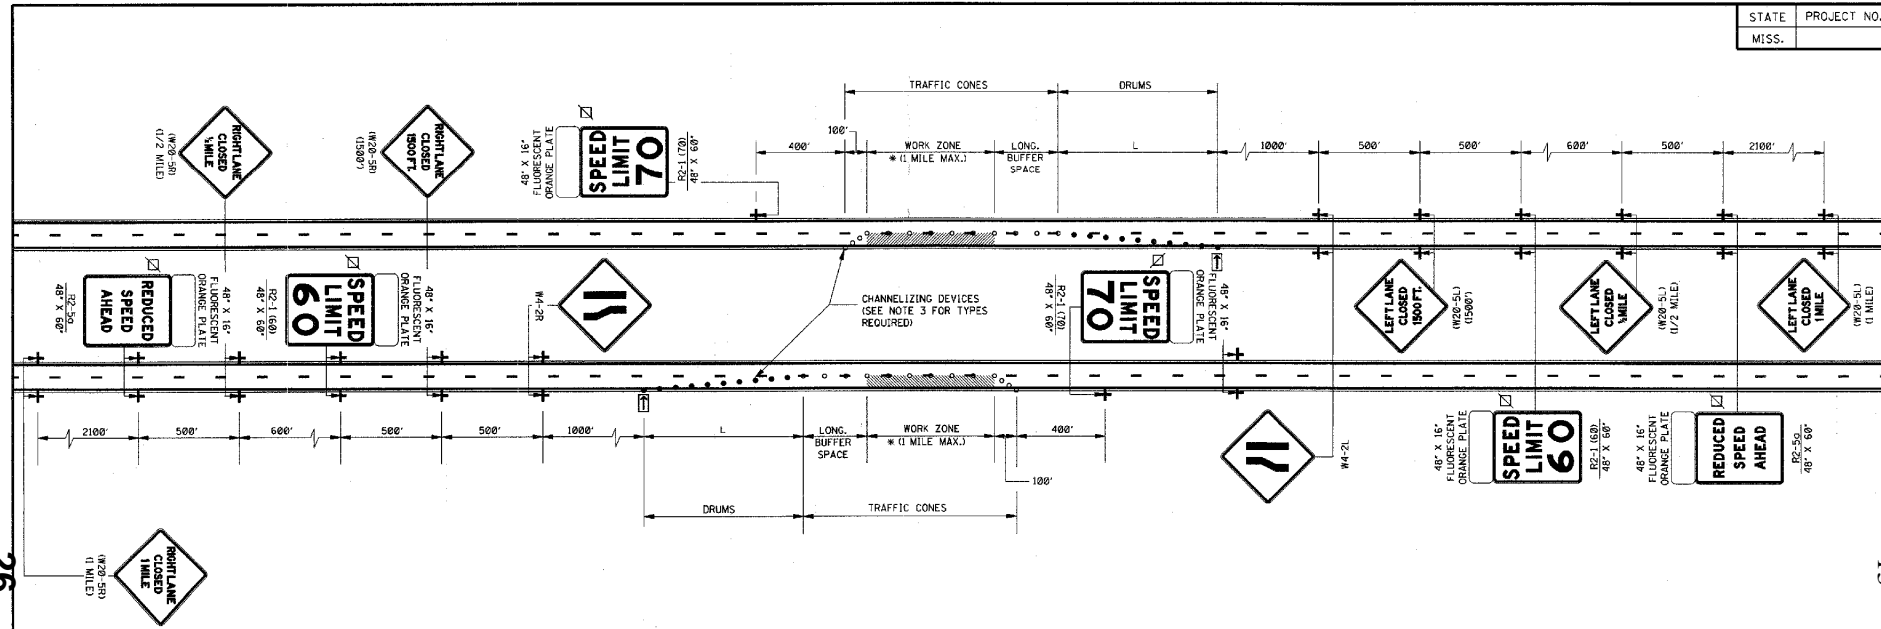 STATE PROJECT NO.
MISS.
TRAFFIC CONES
DRUMS
400'
100'
WORK ZONE
* (1 MILE MAX.)
LONG.
BUFFER
SPACE
L
1000'
500'
500'
600'
500'
2100'
RIGHT LANE
CLOSED
½ MILE
(W20-5R)
(1/2 MILE)
RIGHT LANE
CLOSED
1500 FT.
(W20-5R)
(1500')
SPEED
LIMIT
70
48" X 16"
FLUORESCENT
ORANGE PLATE
R2-1 (70)
48" X 60"
REDUCED
SPEED
AHEAD
R2-5a
48" X 60"
48" X 16"
FLUORESCENT
ORANGE PLATE
SPEED
LIMIT
60
R2-1 (60)
48" X 60"
48" X 16"
FLUORESCENT
ORANGE PLATE
W4-2R
CHANNELIZING DEVICES
(SEE NOTE 3 FOR TYPES
REQUIRED)
SPEED
LIMIT
70
R2-1 (70)
48" X 60"
48" X 16"
FLUORESCENT
ORANGE PLATE
LEFT LANE
CLOSED
1500 FT.
(W20-5L)
(1500')
LEFT LANE
CLOSED
½ MILE
(W20-5L)
(1/2 MILE)
LEFT LANE
CLOSED
1 MILE
(W20-5L)
(1 MILE)
2100'
500'
600'
500'
500'
1000'
L
LONG.
BUFFER
SPACE
WORK ZONE
* (1 MILE MAX.)
400'
100'
DRUMS
TRAFFIC CONES
W4-2L
SPEED
LIMIT
60
48" X 16"
FLUORESCENT
ORANGE PLATE
R2-1 (60)
48" X 60"
REDUCED
SPEED
AHEAD
48" X 16"
FLUORESCENT
ORANGE PLATE
R2-5a
48" X 60"
RIGHT LANE
CLOSED
1 MILE
(W20-5R)
(1 MILE)
26